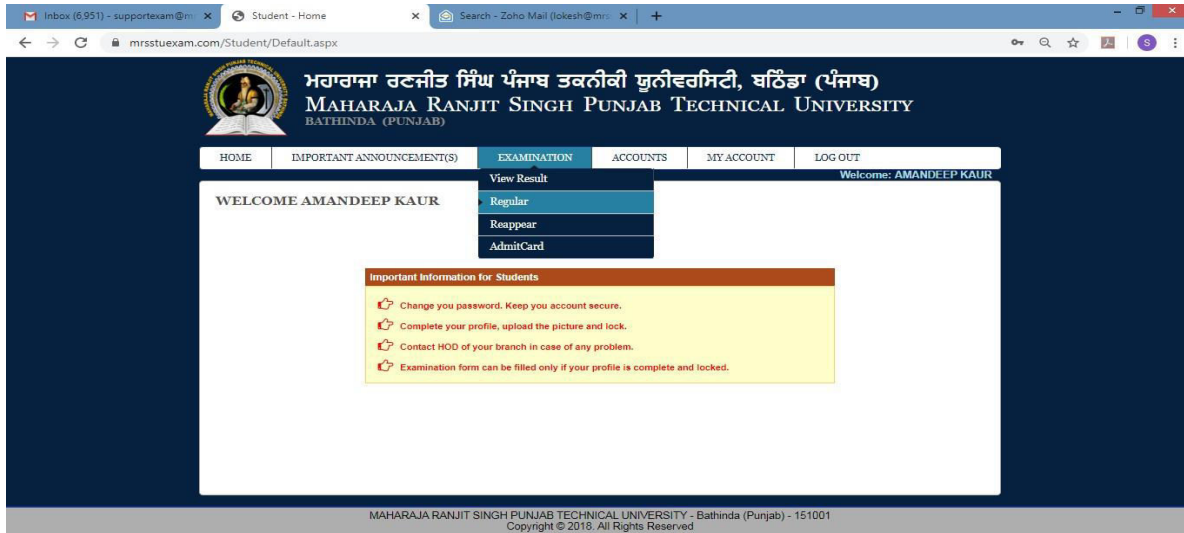 Inbox (6,951) - supportexam@m
Student - Home
Search - Zoho Mail (lokesh@mrs
mrsstuexam.com/Student/Default.aspx
S
ਮਹਾਰਾਜਾ ਰਣਜੀਤ ਸਿੰਘ ਪੰਜਾਬ ਤਕਨੀਕੀ ਯੂਨੀਵਰਸਿਟੀ, ਬਠਿੰਡਾ (ਪੰਜਾਬ)
MAHARAJA RANJIT SINGH PUNJAB TECHNICAL UNIVERSITY
BATHINDA (PUNJAB)
HOME IMPORTANT ANNOUNCEMENT(S) EXAMINATION ACCOUNTS MY ACCOUNT LOG OUT
Welcome: AMANDEEP KAUR
View Result
WELCOME AMANDEEP KAUR
Regular
Reappear
AdmitCard
Important Information for Students
Change you password. Keep you account secure.
Complete your profile, upload the picture and lock.
Contact HOD of your branch in case of any problem.
Examination form can be filled only if your profile is complete and locked.
MAHARAJA RANJIT SINGH PUNJAB TECHNICAL UNIVERSITY - Bathinda (Punjab) - 151001
Copyright © 2018. All Rights Reserved